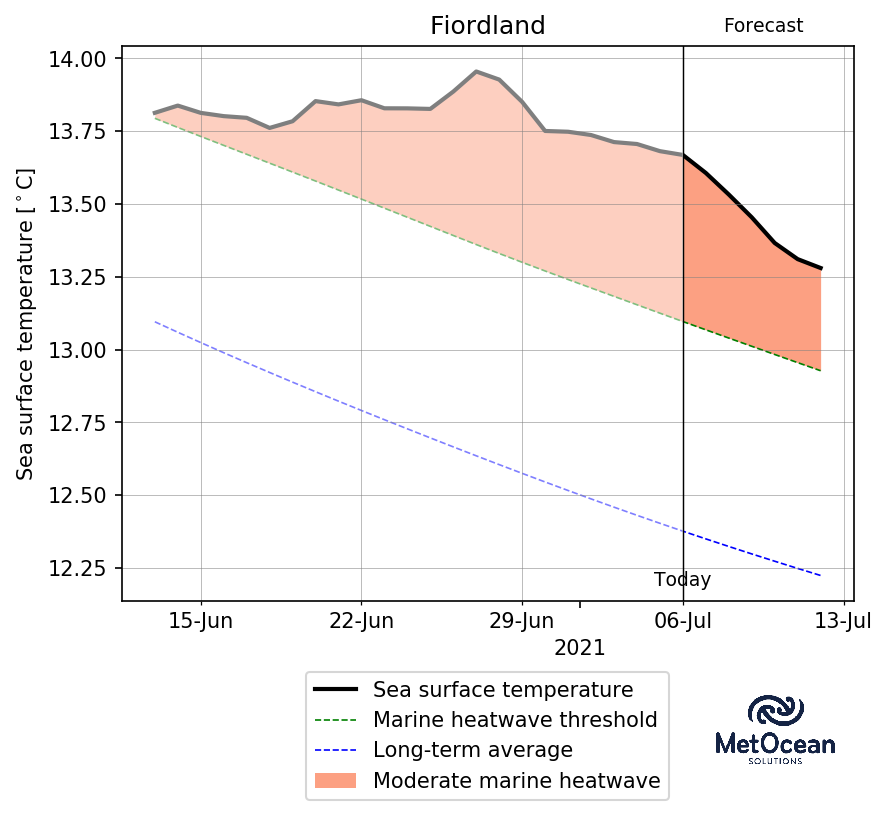 Fiordland
Forecast
14.00
13.75
13.50
13.25
13.00
12.75
12.50
12.25
Sea surface temperature [°C]
Today
15-Jun
22-Jun
29-Jun
06-Jul
13-Jul
2021
Sea surface temperature
Marine heatwave threshold
Long-term average
Moderate marine heatwave
MetOcean
SOLUTIONS